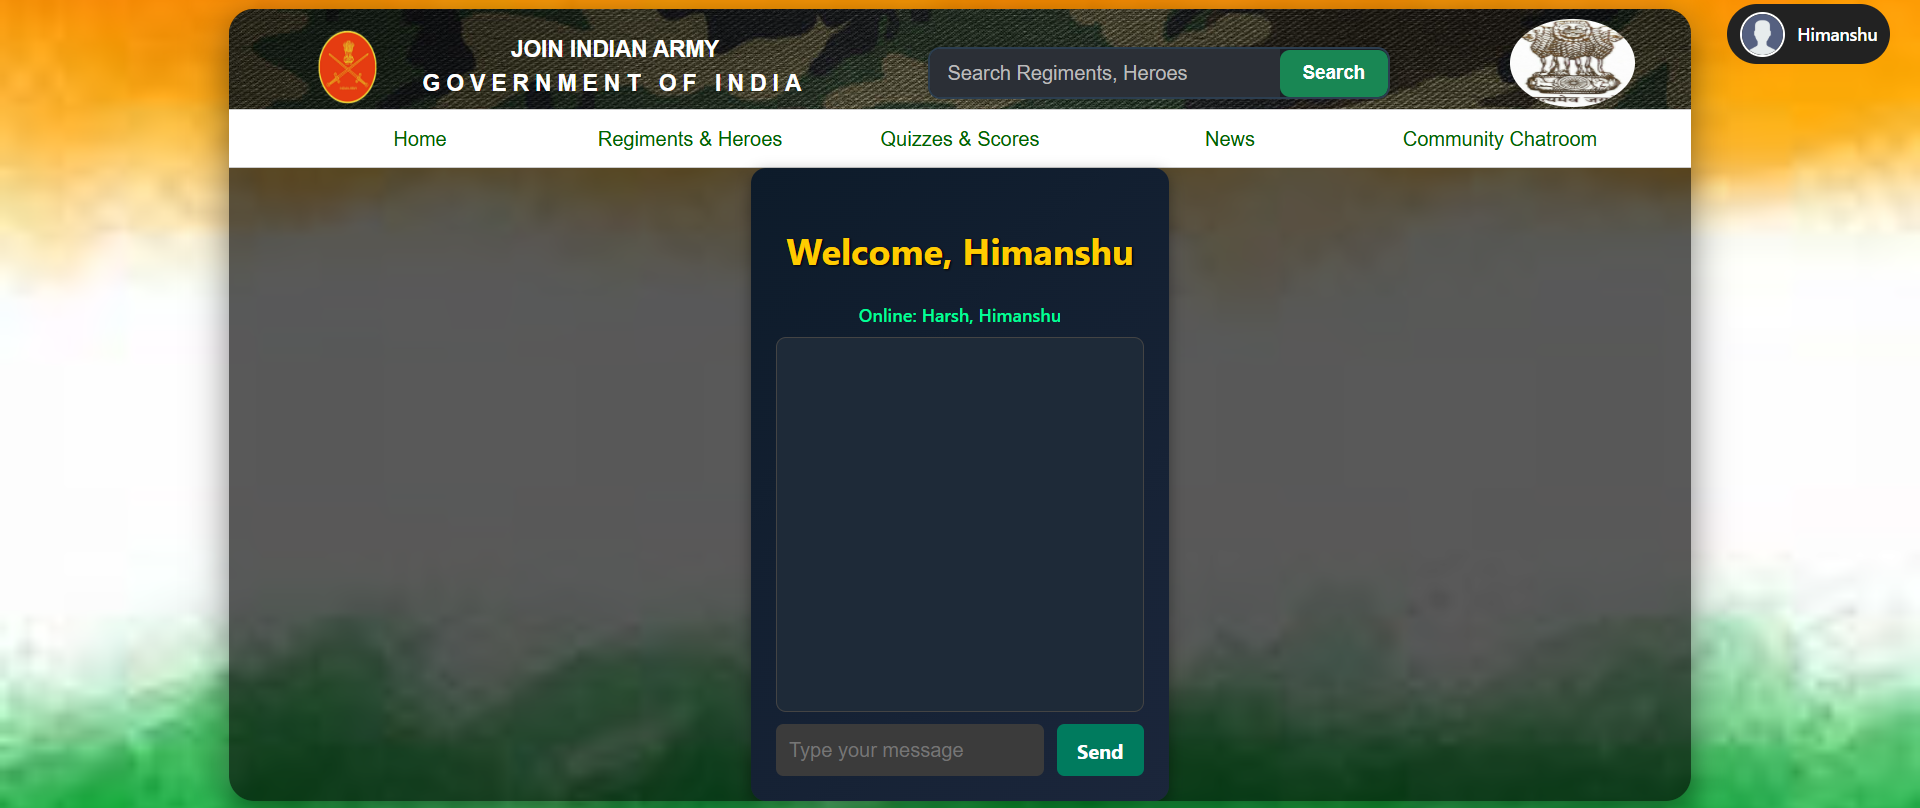 JOIN INDIAN ARMY
GOVERNMENT OF INDIA
Search Regiments, Heroes
Search
Himanshu
Home
Regiments & Heroes
Quizzes & Scores
News
Community Chatroom
Welcome, Himanshu
Online: Harsh, Himanshu
Type your message
Send